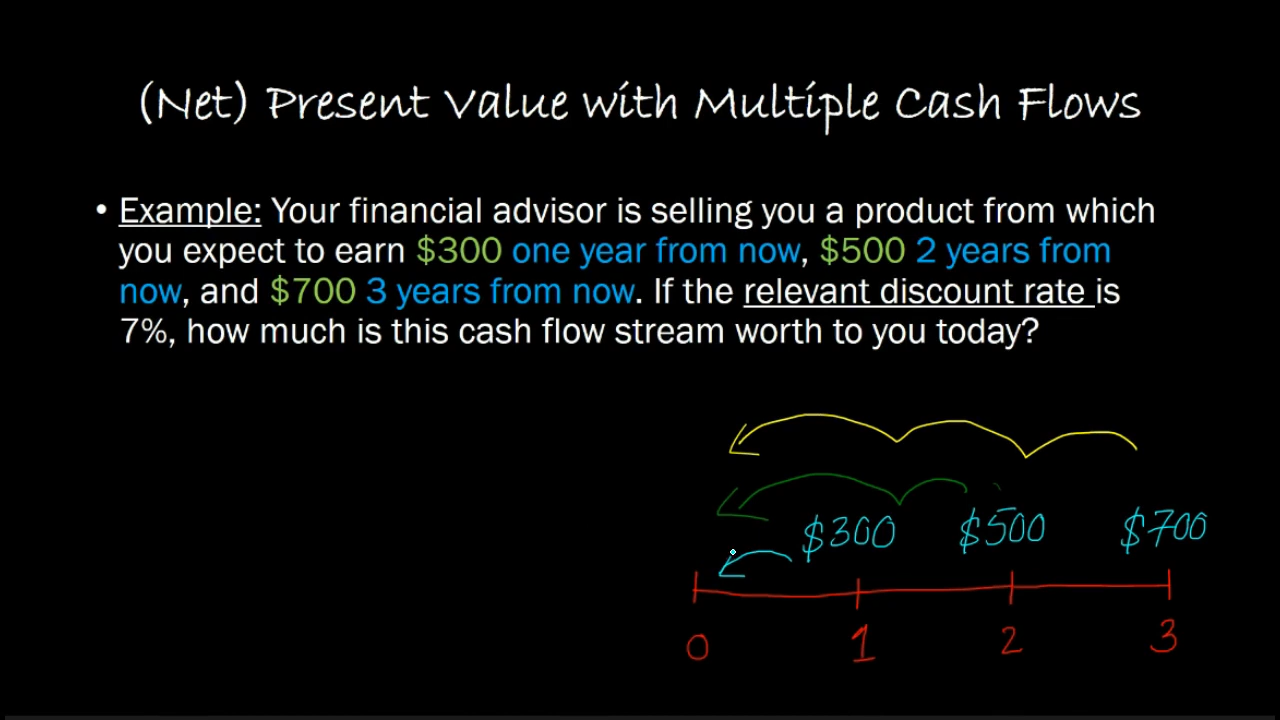 (Net) Present Value with Multiple Cash Flows
• Example: Your financial advisor is selling you a product from which
you expect to earn $300 one year from now, $500 2 years from
now, and $700 3 years from now. If the relevant discount rate is
7%, how much is this cash flow stream worth to you today?
$300 $500 $700
0 1 2 3